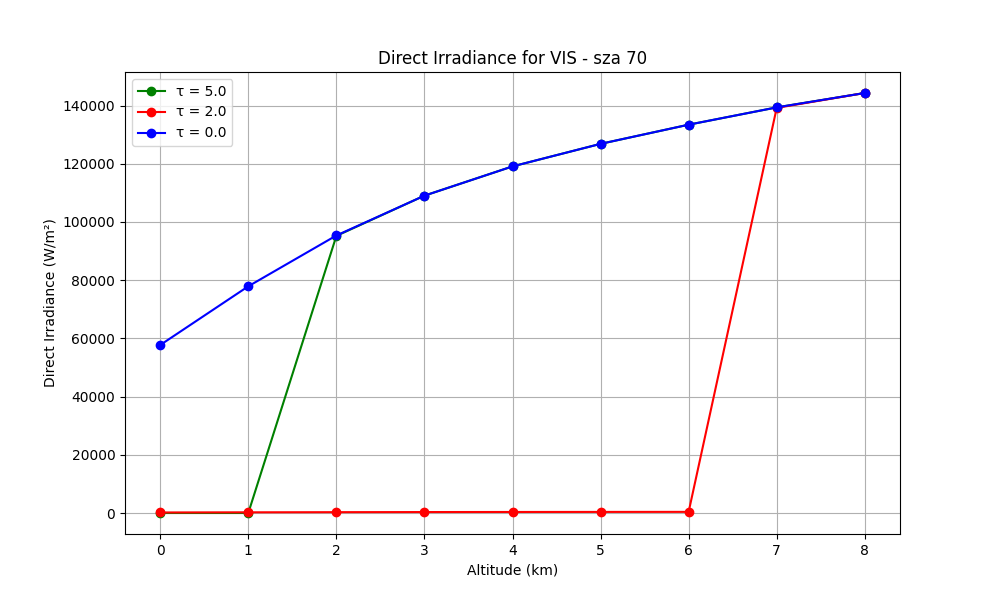 Direct Irradiance for VIS - sza 70
τ = 5.0
τ = 2.0
τ = 0.0
Direct Irradiance (W/m²)
140000
120000
100000
80000
60000
40000
20000
0
0 1 2 3 4 5 6 7 8
Altitude (km)